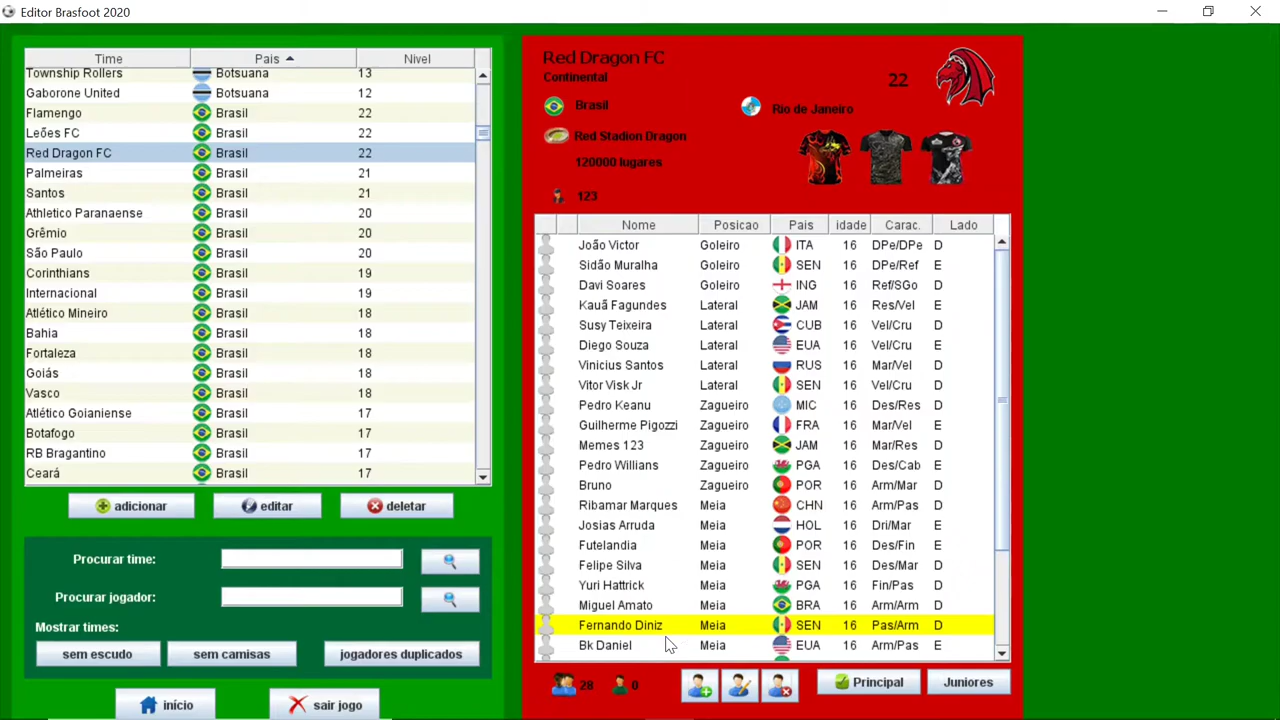 Editor Brasfoot 2020
Time País Nivel
Township Rollers Botsuana 13
Gaborone United Botsuana 12
Flamengo Brasil 22
Leões FC Brasil 22
Red Dragon FC Brasil 22
Palmeiras Brasil 21
Santos Brasil 21
Athletico Paranaense Brasil 20
Grêmio Brasil 20
São Paulo Brasil 20
Corinthians Brasil 19
Internacional Brasil 19
Atlético Mineiro Brasil 18
Bahia Brasil 18
Fortaleza Brasil 18
Goiás Brasil 18
Vasco Brasil 18
Atlético Goianiense Brasil 17
Botafogo Brasil 17
RB Bragantino Brasil 17
Ceará Brasil 17
adicionar editar deletar
Procurar time:
Procurar jogador:
Mostrar times:
sem escudo sem camisas jogadores duplicados
início sair jogo
Red Dragon FC
Continental
22
Brasil Rio de Janeiro
Red Stadion Dragon
120000 lugares
123
Nome Posicao Pais idade Carac. Lado
João Victor Goleiro ITA 16 DPe/DPe D
Sidão Muralha Goleiro SEN 16 DPe/Ref E
Davi Soares Goleiro ING 16 Ref/SGo D
Kauã Fagundes Lateral JAM 16 Res/Vel E
Susy Teixeira Lateral CUB 16 Vel/Cru D
Diego Souza Lateral EUA 16 Vel/Cru E
Vinicius Santos Lateral RUS 16 Mar/Vel D
Vitor Visk Jr Lateral SEN 16 Vel/Cru D
Pedro Keanu Zagueiro MIC 16 Des/Res D
Guilherme Pigozzi Zagueiro FRA 16 Mar/Vel E
Memes 123 Zagueiro JAM 16 Mar/Res D
Pedro Willians Zagueiro PGA 16 Des/Cab E
Bruno Zagueiro POR 16 Arm/Mar D
Ribamar Marques Meia CHN 16 Arm/Pas D
Josias Arruda Meia HOL 16 Dri/Mar E
Futelandia Meia POR 16 Des/Fin E
Felipe Silva Meia SEN 16 Des/Mar D
Yuri Hattrick Meia PGA 16 Fin/Pas D
Miguel Amato Meia BRA 16 Arm/Arm D
Fernando Diniz Meia SEN 16 Pas/Arm D
Bk Daniel Meia EUA 16 Arm/Pas E
28 0 Principal Juniores